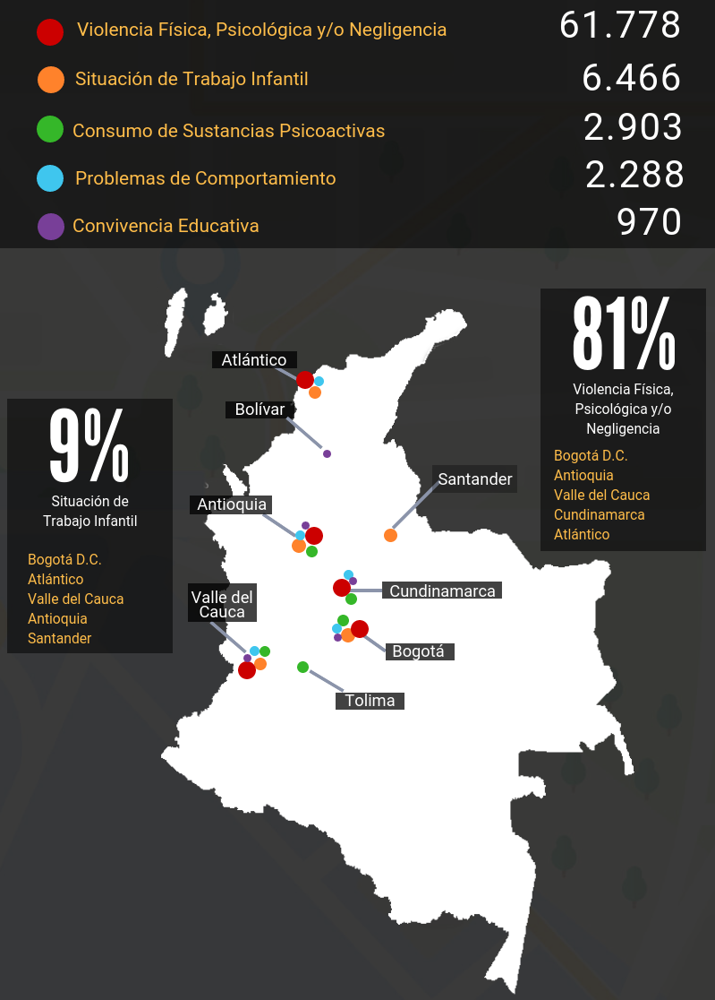 Violencia Física, Psicológica y/o Negligencia 61.778
Situación de Trabajo Infantil 6.466
Consumo de Sustancias Psicoactivas 2.903
Problemas de Comportamiento 2.288
Convivencia Educativa 970
81%
Violencia Física,
Psicológica y/o
Negligencia
Bogotá D.C.
Antioquia
Valle del Cauca
Cundinamarca
Atlántico
9%
Situación de
Trabajo Infantil
Bogotá D.C.
Atlántico
Valle del Cauca
Antioquia
Santander
Atlántico
Bolívar
Santander
Antioquia
Cundinamarca
Valle del
Cauca
Bogotá
Tolima